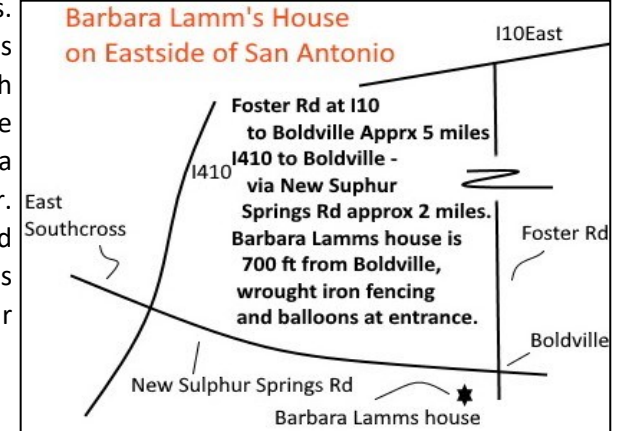 s.
s
h
e
a
r.
d
s
r
Barbara Lamm's House
on Eastside of San Antonio
I10East
Foster Rd at I10
to Boldville Apprx 5 miles
I410 to Boldville -
via New Suphur
Springs Rd approx 2 miles.
Barbara Lamms house is
700 ft from Boldville,
wrought iron fencing
and balloons at entrance.
I410
East
Southcross
Foster Rd
Boldville
New Sulphur Springs Rd
Barbara Lamms house